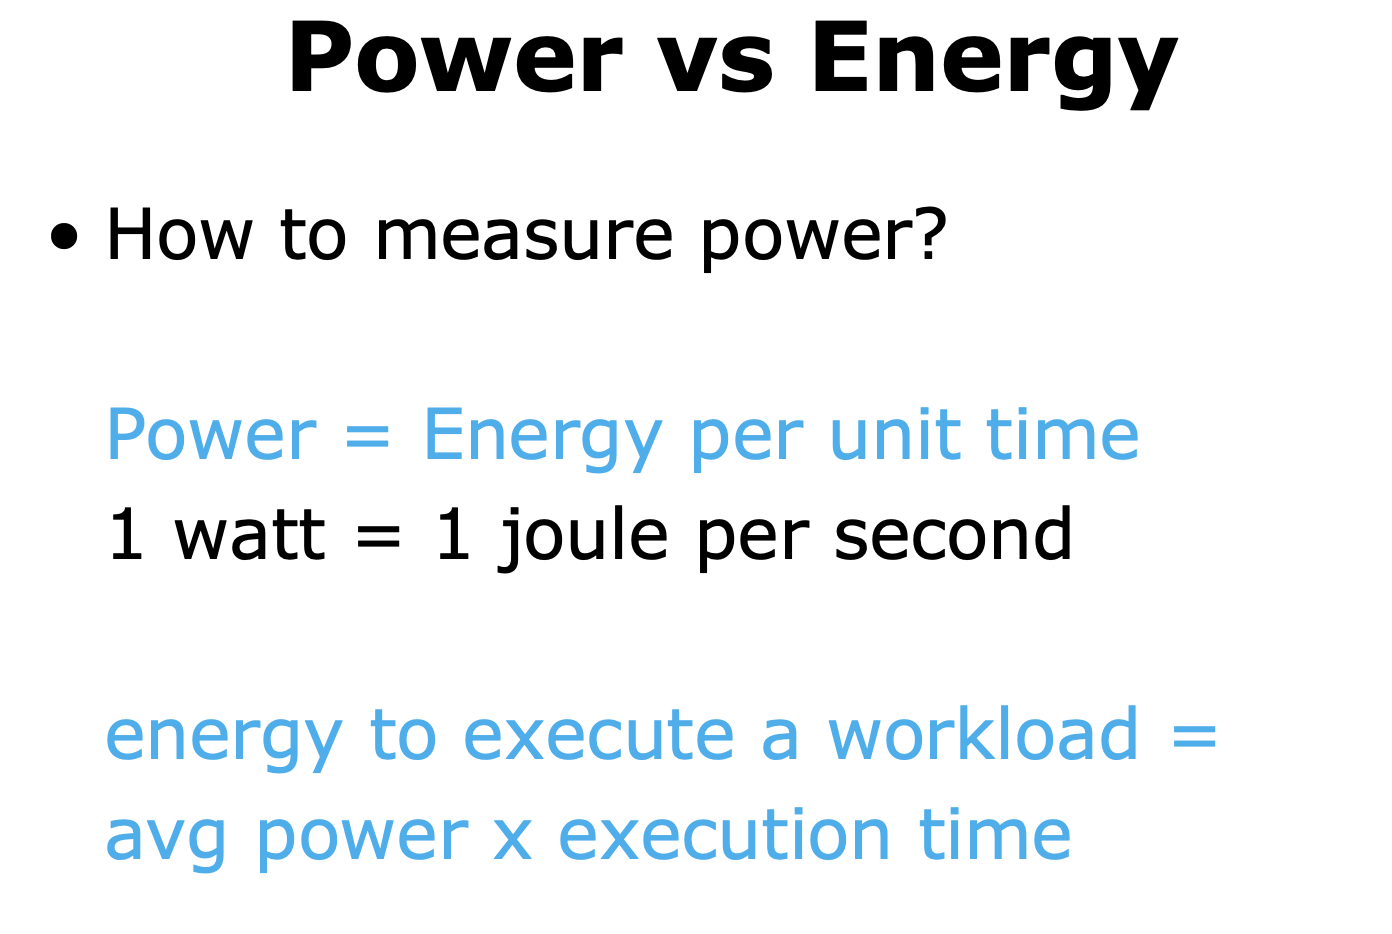 Power vs Energy
• How to measure power?
Power = Energy per unit time
1 watt = 1 joule per second
energy to execute a workload =
avg power x execution time